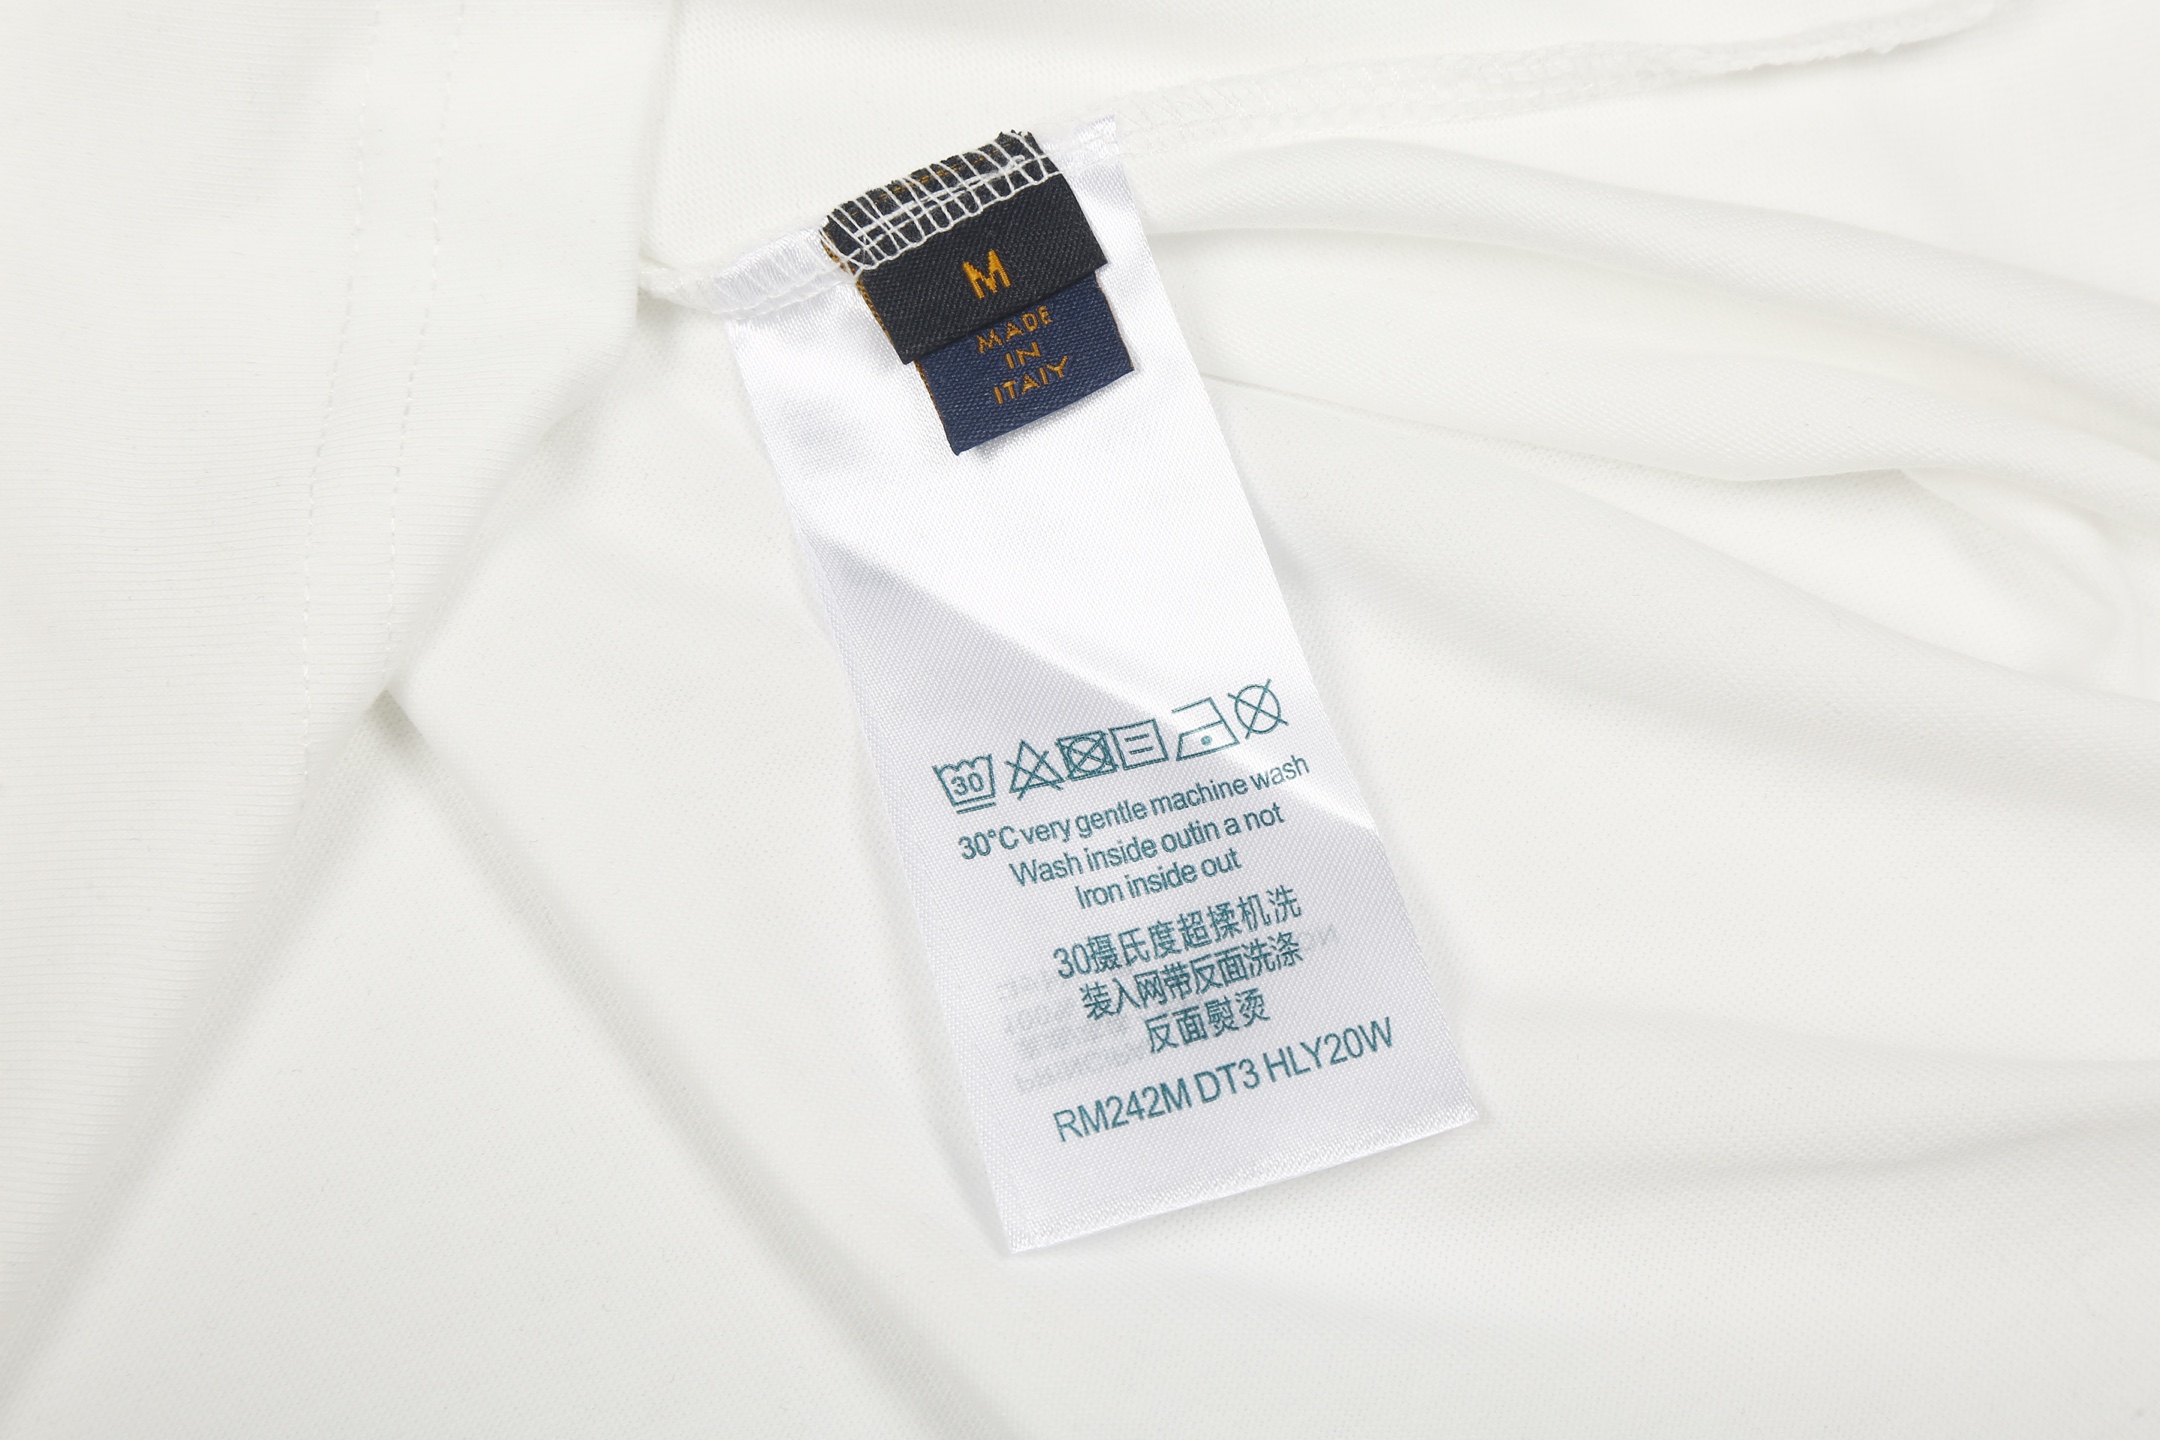 M
MADE
IN
ITAIY
30
30°C very gentle machine wash
Wash inside outin a not
Iron inside out
30摄氏度超揉机洗
装入网带反面洗涤
反面熨烫
RM242M DT3 HLY20W